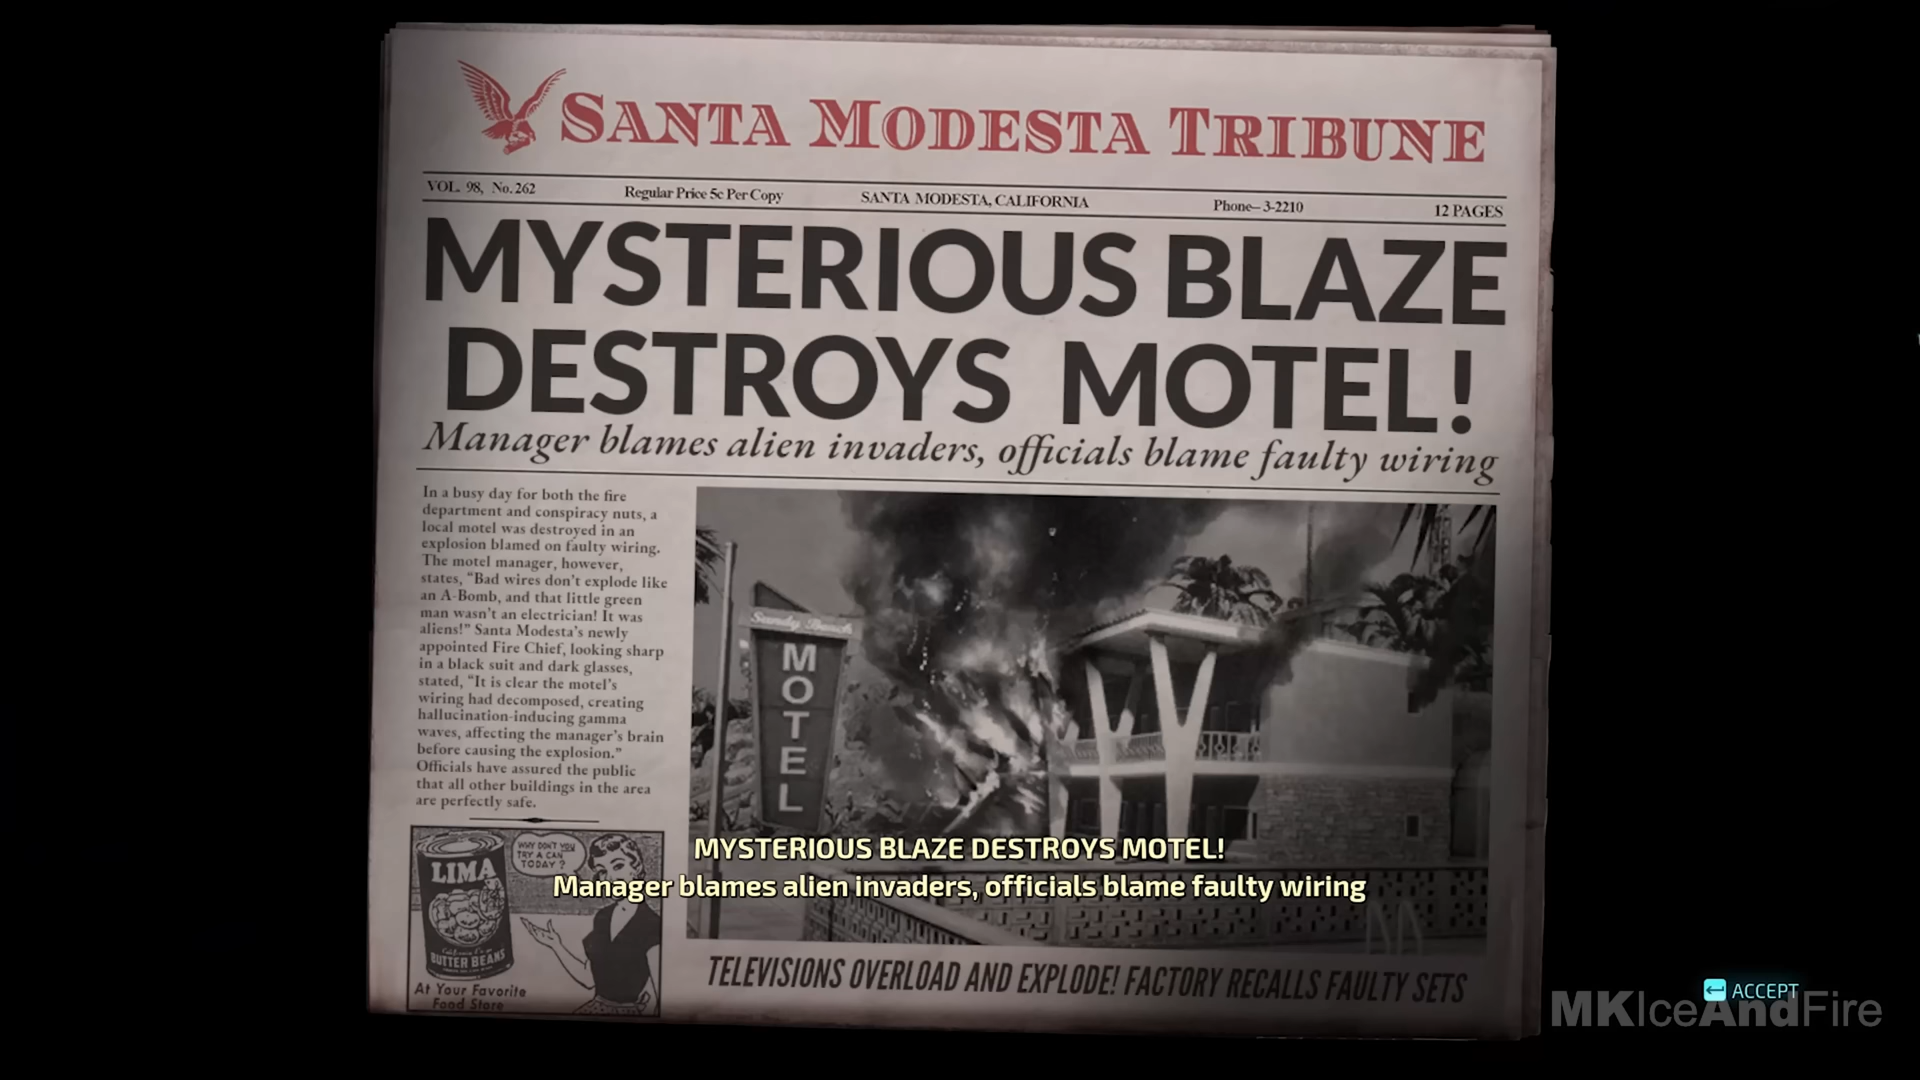 SANTA MODESTA TRIBUNE
VOL. 98, No. 262 Regular Price 5c Per Copy SANTA MODESTA, CALIFORNIA Phone–3-2210 12 PAGES
MYSTERIOUS BLAZE
DESTROYS MOTEL!
Manager blames alien invaders, officials blame faulty wiring
In a busy day for both the fire
department and conspiracy nuts, a
local motel was destroyed in an
explosion blamed on faulty wiring.
The motel manager, however,
states, “Bad wires don't explode like
an A-Bomb, and that little green
man wasn't an electrician! It was
aliens!” Santa Modesta's newly
appointed Fire Chief, looking sharp
in a black suit and dark glasses,
stated, “It is clear the motel's
wiring had decomposed, creating
hallucination-inducing gamma
waves, affecting the manager's brain
before causing the explosion.”
Officials have assured the public
that all other buildings in the area
are perfectly safe.
Sandy Beach
MOTEL
WHY DON'T YOU
TRY A CAN
TODAY?
LIMA
BUTTER BEANS
At Your Favorite
Food Store
MYSTERIOUS BLAZE DESTROYS MOTEL!
Manager blames alien invaders, officials blame faulty wiring
TELEVISIONS OVERLOAD AND EXPLODE! FACTORY RECALLS FAULTY SETS
ACCEPT
MKIceAndFire